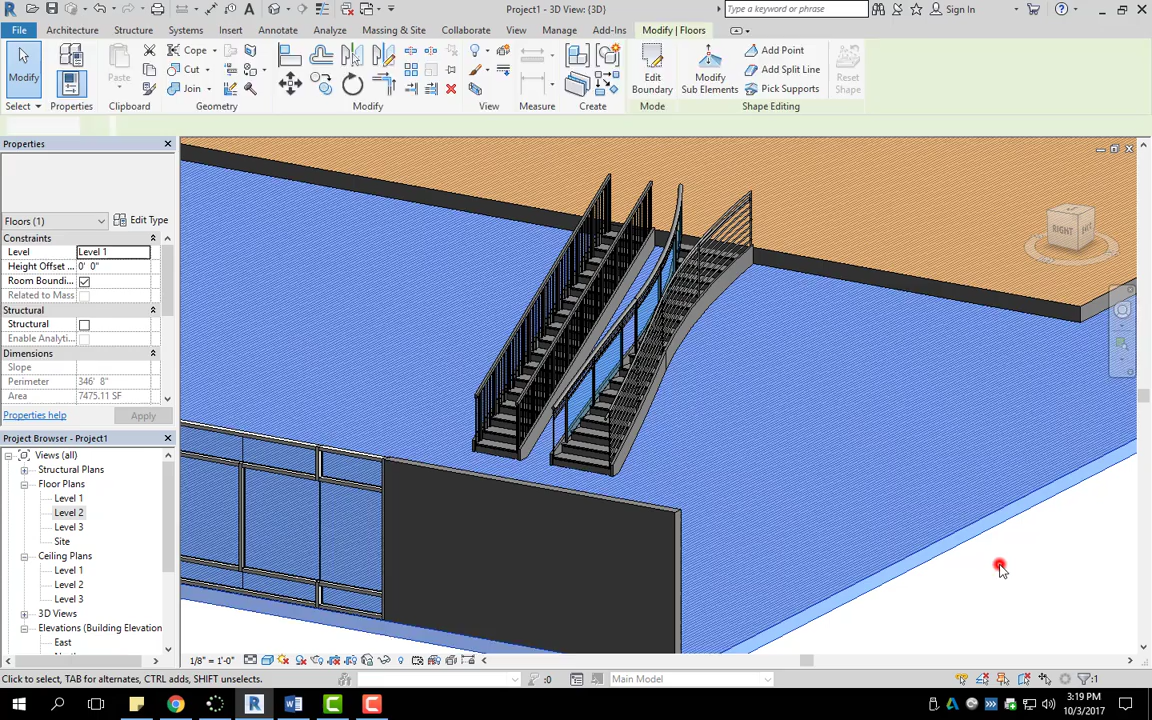 Project1 - 3D View: {3D}
Type a keyword or phrase
Sign In
File Architecture Structure Systems Insert Annotate Analyze Massing & Site Collaborate View Manage Add-Ins Modify | Floors
Modify
Select
Properties
Paste
Clipboard
Cope
Cut
Join
Geometry
Modify
View
Measure
Create
Edit Boundary
Mode
Modify Sub Elements
Add Point
Add Split Line
Pick Supports
Shape Editing
Reset Shape
Properties
Floors (1)
Edit Type
Constraints
Level Level 1
Height Offset ... 0' 0"
Room Boundi...
Related to Mass
Structural
Structural
Enable Analyti...
Dimensions
Slope
Perimeter 346' 8"
Area 7475.11 SF
Properties help
Apply
Project Browser - Project1
Views (all)
Structural Plans
Floor Plans
Level 1
Level 2
Level 3
Site
Ceiling Plans
Level 1
Level 2
Level 3
3D Views
Elevations (Building Elevation
East
RIGHT
1/8" = 1'-0"
Click to select, TAB for alternates, CTRL adds, SHIFT unselects.
:0
Main Model
:1
3:19 PM
10/3/2017